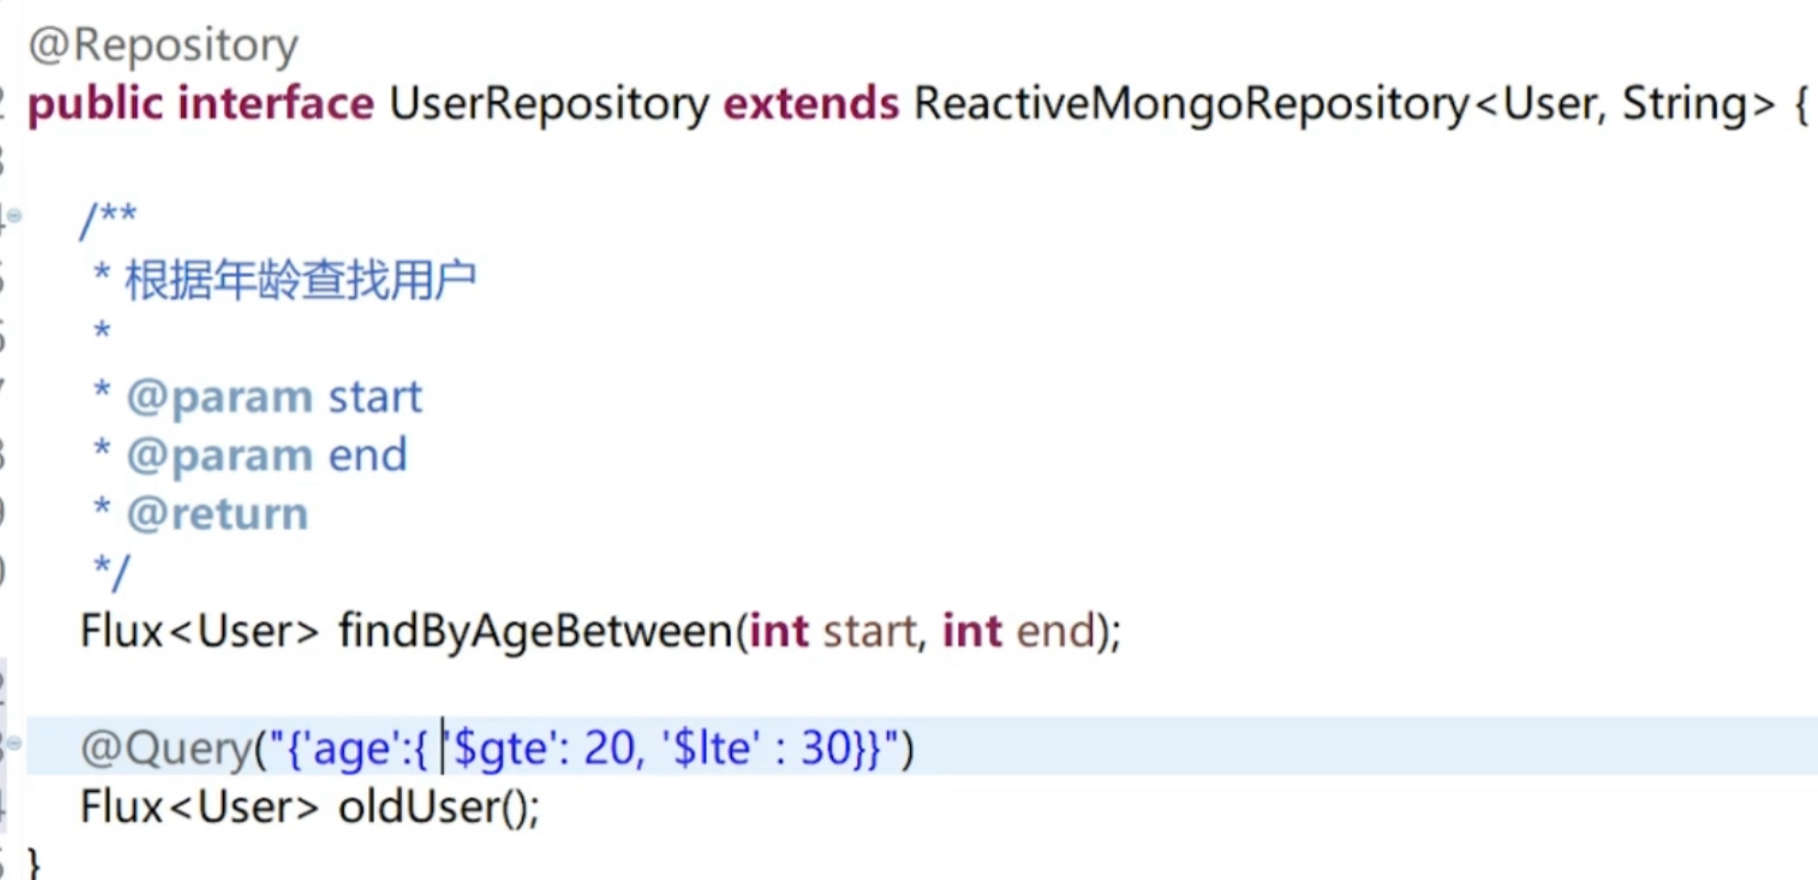 @Repository
public interface UserRepository extends ReactiveMongoRepository<User, String> {
/**
* 根据年龄查找用户
*
* @param start
* @param end
* @return
*/
Flux<User> findByAgeBetween(int start, int end);
@Query("{'age':{ '$gte': 20, '$lte' : 30}}")
Flux<User> oldUser();
}